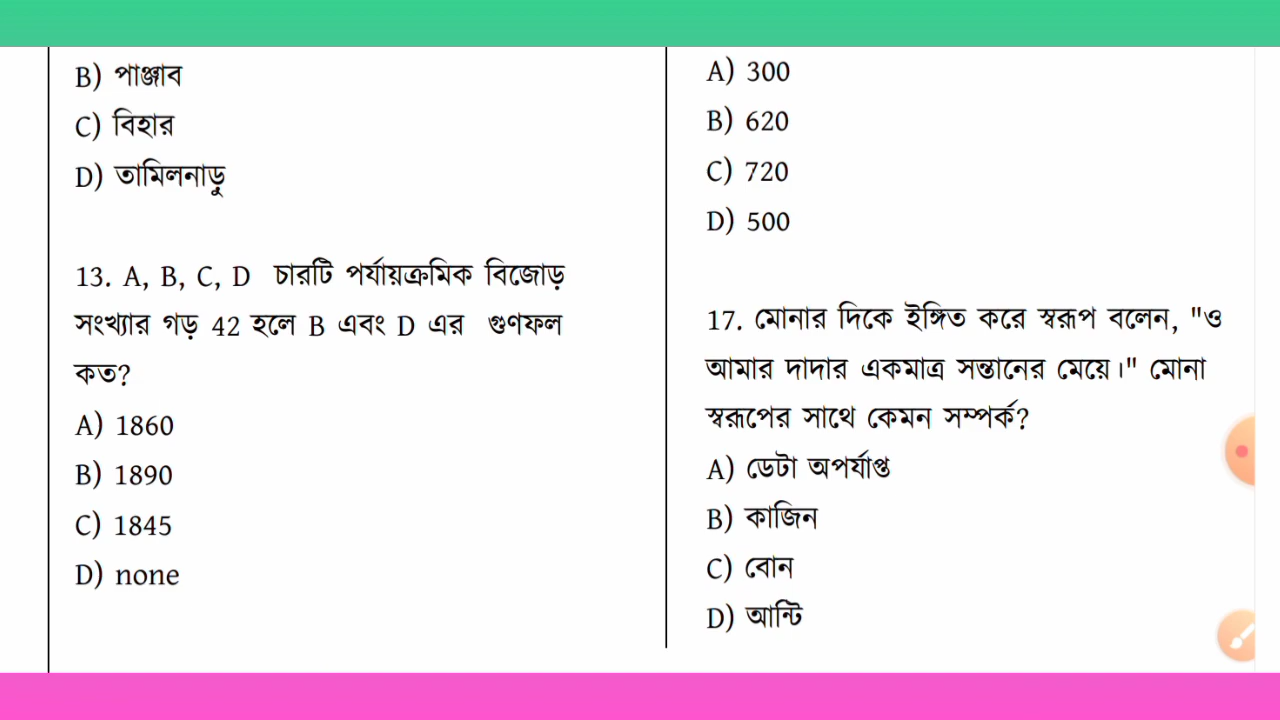 B) পাঞ্জাব
C) বিহার
D) তামিলনাড়ু
13. A, B, C, D চারটি পর্যায়ক্রমিক বিজোড়
সংখ্যার গড় 42 হলে B এবং D এর গুণফল
কত?
A) 1860
B) 1890
C) 1845
D) none
A) 300
B) 620
C) 720
D) 500
17. মোনার দিকে ইঙ্গিত করে স্বরূপ বলেন, "ও
আমার দাদার একমাত্র সন্তানের মেয়ে।" মোনা
স্বরূপের সাথে কেমন সম্পর্ক?
A) ডেটা অপর্যাপ্ত
B) কাজিন
C) বোন
D) আন্টি